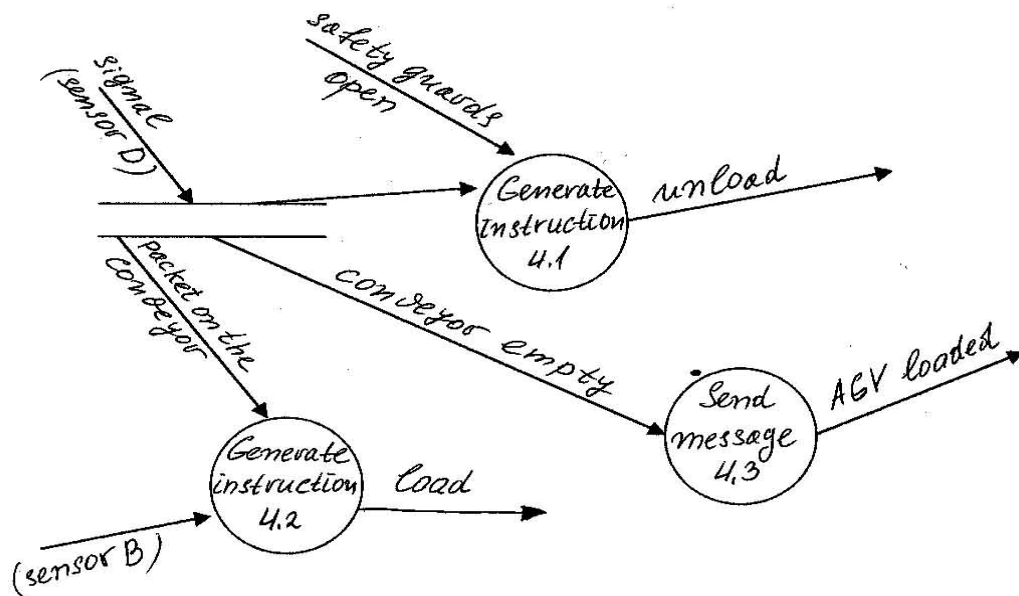 signal
(sensor D)
safety guards
open
Generate
Instruction
4.1
unload
packet on the
conveyor
conveyor empty
Send
message
4.3
AGV loaded
Generate
instruction
4.2
load
(sensor B)